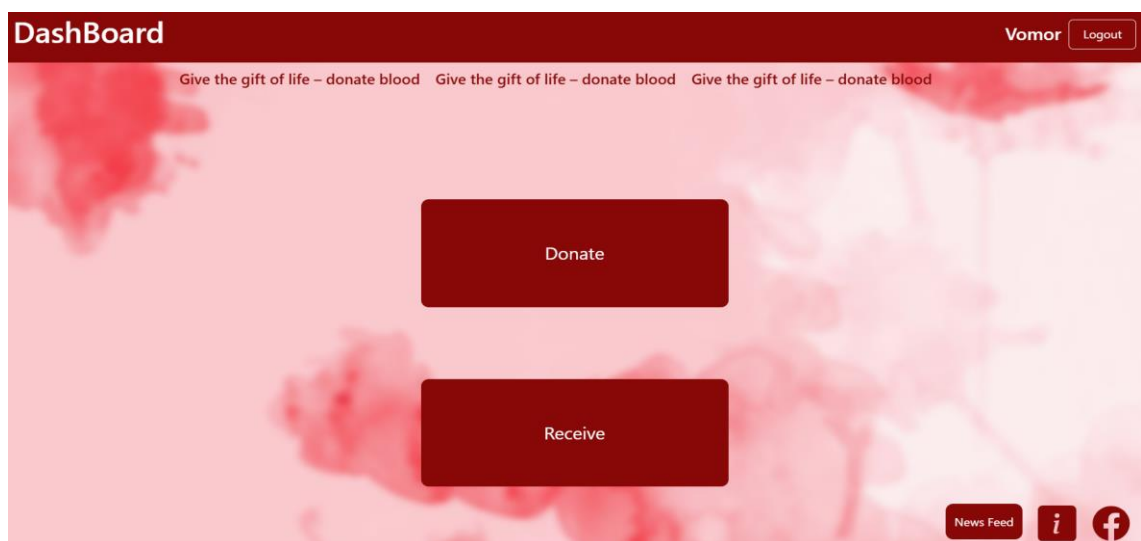 DashBoard
Vomor
Logout
Give the gift of life – donate blood Give the gift of life – donate blood Give the gift of life – donate blood
Donate
Receive
News Feed
i